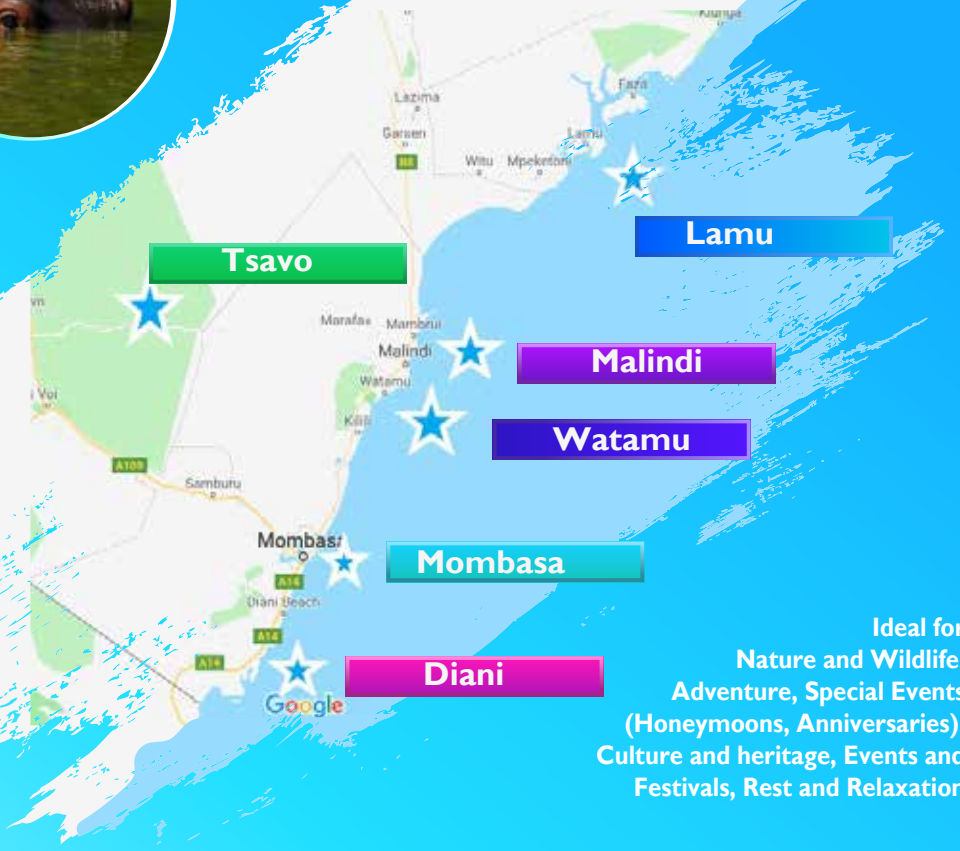 Kiunga
Faza
Lazima
Garsen
Lamu
B8
Witu
Mpeketoni
Lamu
Tsavo
Marafa
Mambrui
Malindi
Malindi
Watamu
Kilifi
Voi
Watamu
A109
Samburu
Mombasa
Mombasa
A14
Diani Beach
A14
A14
Diani
Google
Ideal for
Nature and Wildlife
Adventure, Special Events
(Honeymoons, Anniversaries)
Culture and heritage, Events and
Festivals, Rest and Relaxation